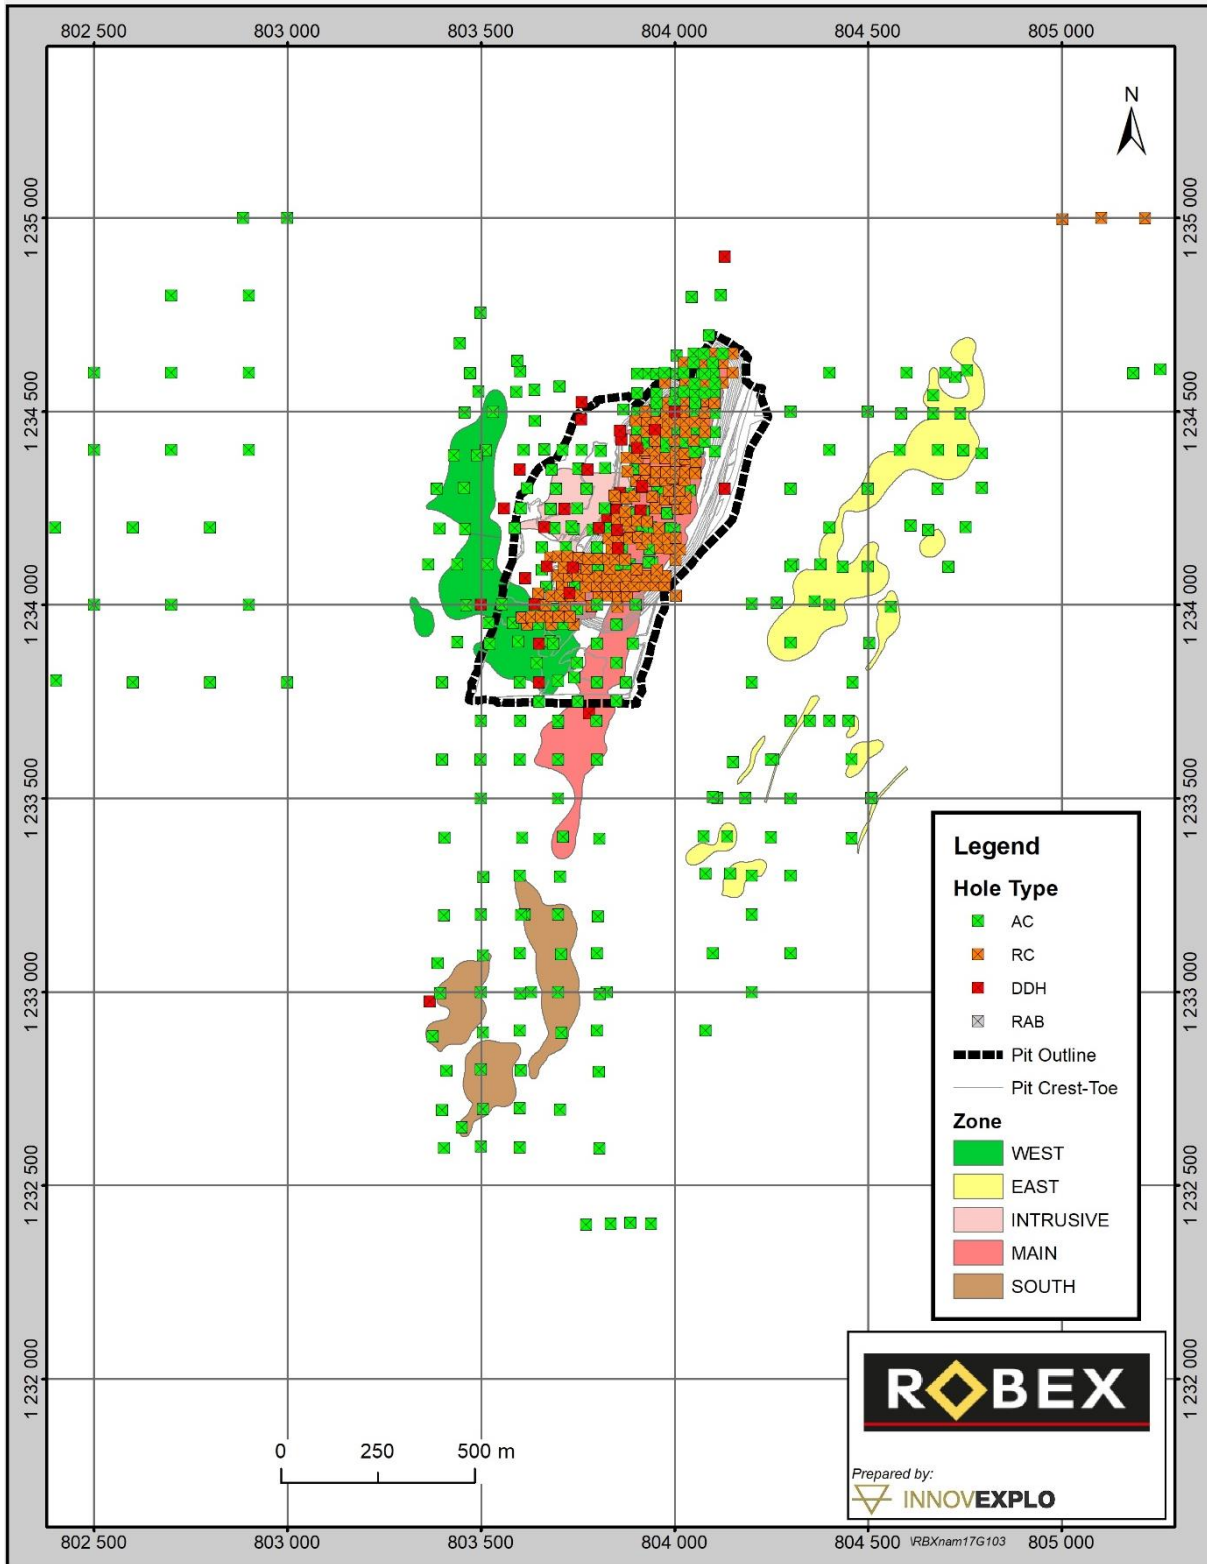 802 500 803 000 803 500 804 000 804 500 805 000
N
1 235 000 1 235 000
1 234 500 1 234 500
1 234 000 1 234 000
1 233 500 1 233 500
Legend
Hole Type
AC
RC
DDH
RAB
Pit Outline
Pit Crest-Toe
Zone
WEST
EAST
INTRUSIVE
MAIN
SOUTH
1 233 000 1 233 000
1 232 500 1 232 500
1 232 000 1 232 000
ROBEX
0 250 500 m
Prepared by:
INNOVEXPLO
802 500 803 000 803 500 804 000 804 500 805 000
\RBXnam17G103